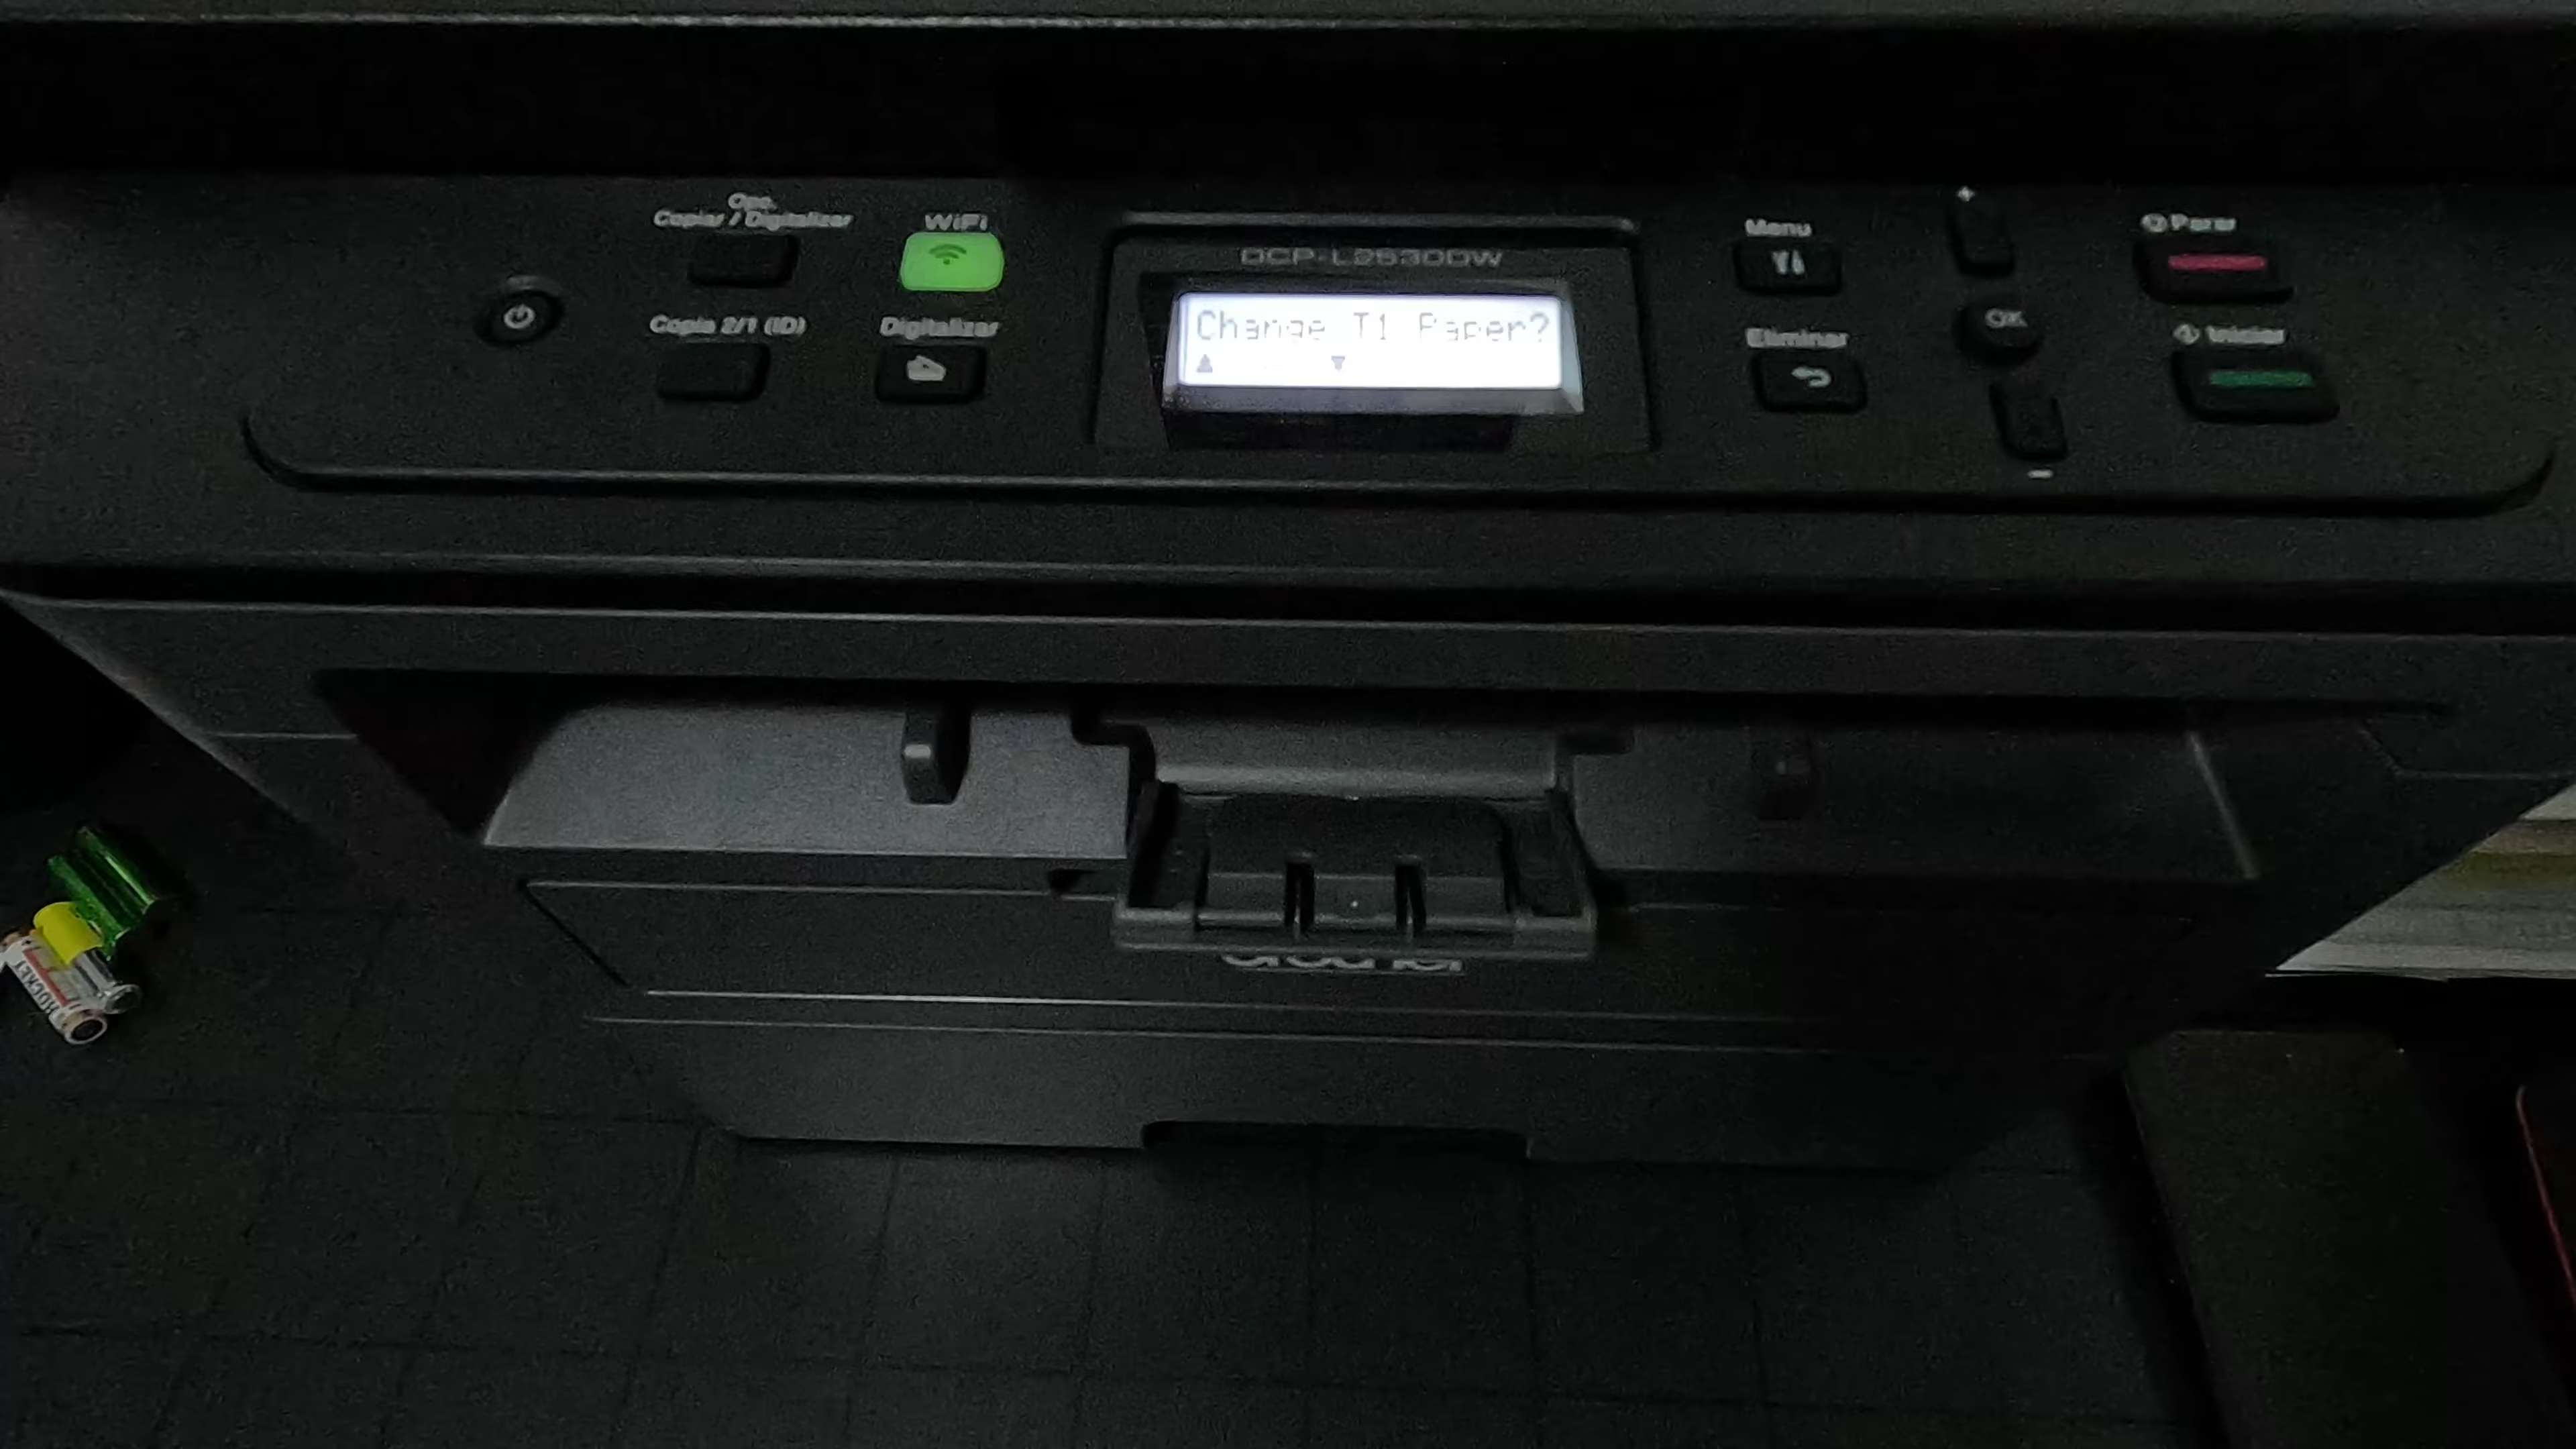 Opc.
Copiar / Digitalizar
WiFi
Copia 2/1 (ID)
Digitalizar
DCP-L2530DW
Change T1 Paper?
▲ ▼
Menu
Eliminar
+
OK
-
Parar
Iniciar
brother